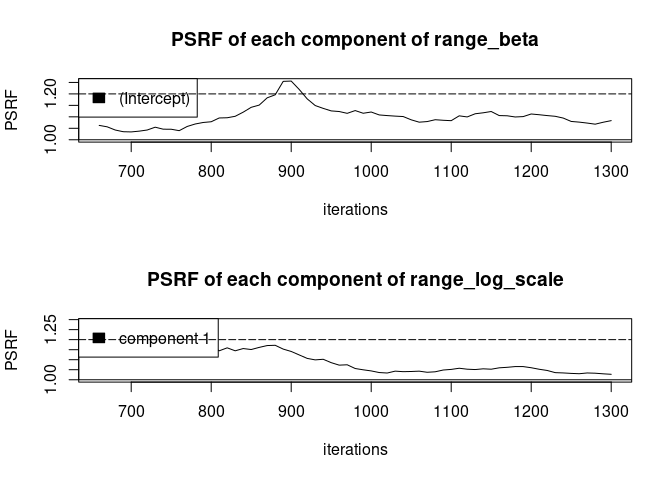 PSRF of each component of range_beta
PSRF
1.00 1.20
(Intercept)
700 800 900 1000 1100 1200 1300
iterations
PSRF of each component of range_log_scale
PSRF
1.00 1.25
component 1
700 800 900 1000 1100 1200 1300
iterations